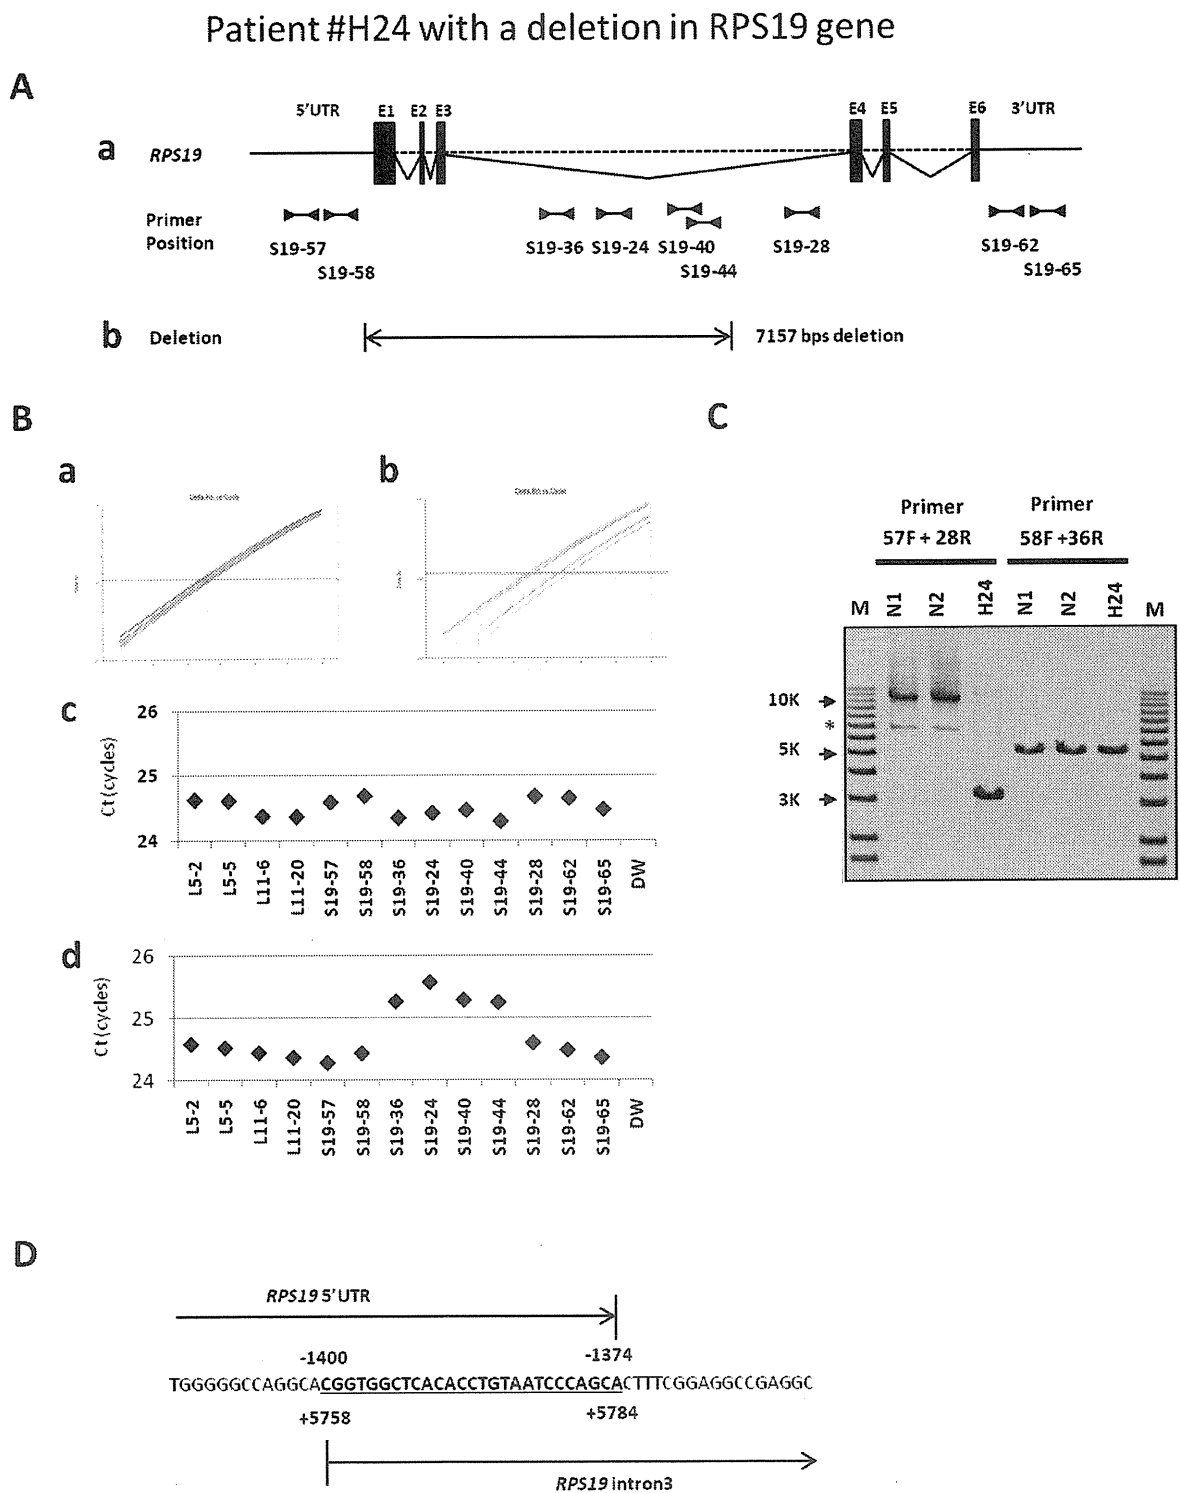 Patient #H24 with a deletion in RPS19 gene
A
5'UTR E1 E2 E3 E4 E5 E6 3'UTR
a RPS19
Primer
Position
S19-57 S19-36 S19-24 S19-40 S19-28 S19-62
S19-58 S19-44 S19-65
b Deletion 7157 bps deletion
B
C
a
b
Primer Primer
57F + 28R 58F +36R
M N1 N2 H24 N1 N2 H24 M
10K
*
5K
3K
c
Ct (cycles)
26
25
24
L5-2 L5-5 L11-6 L11-20 S19-57 S19-58 S19-36 S19-24 S19-40 S19-44 S19-28 S19-62 S19-65 DW
d
Ct (cycles)
26
25
24
L5-2 L5-5 L11-6 L11-20 S19-57 S19-58 S19-36 S19-24 S19-40 S19-44 S19-28 S19-62 S19-65 DW
D
RPS19 5'UTR
-1400 -1374
TGGGGGCCAGGCACGGTGGCTCACACCTGTAATCCCAGCACTTTCGGAGGCCGAGGC
+5758 +5784
RPS19 intron3